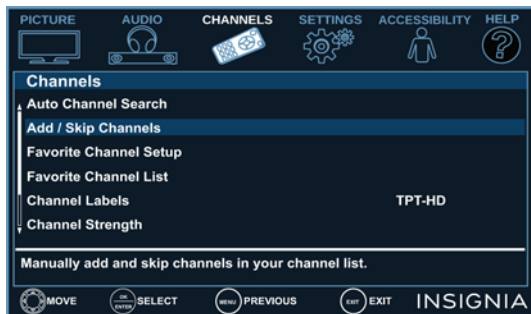 PICTURE AUDIO CHANNELS SETTINGS ACCESSIBILITY HELP
Channels
Auto Channel Search
Add / Skip Channels
Favorite Channel Setup
Favorite Channel List
Channel Labels TPT-HD
Channel Strength
Manually add and skip channels in your channel list.
MOVE OK ENTER SELECT MENU PREVIOUS EXIT EXIT INSIGNIA